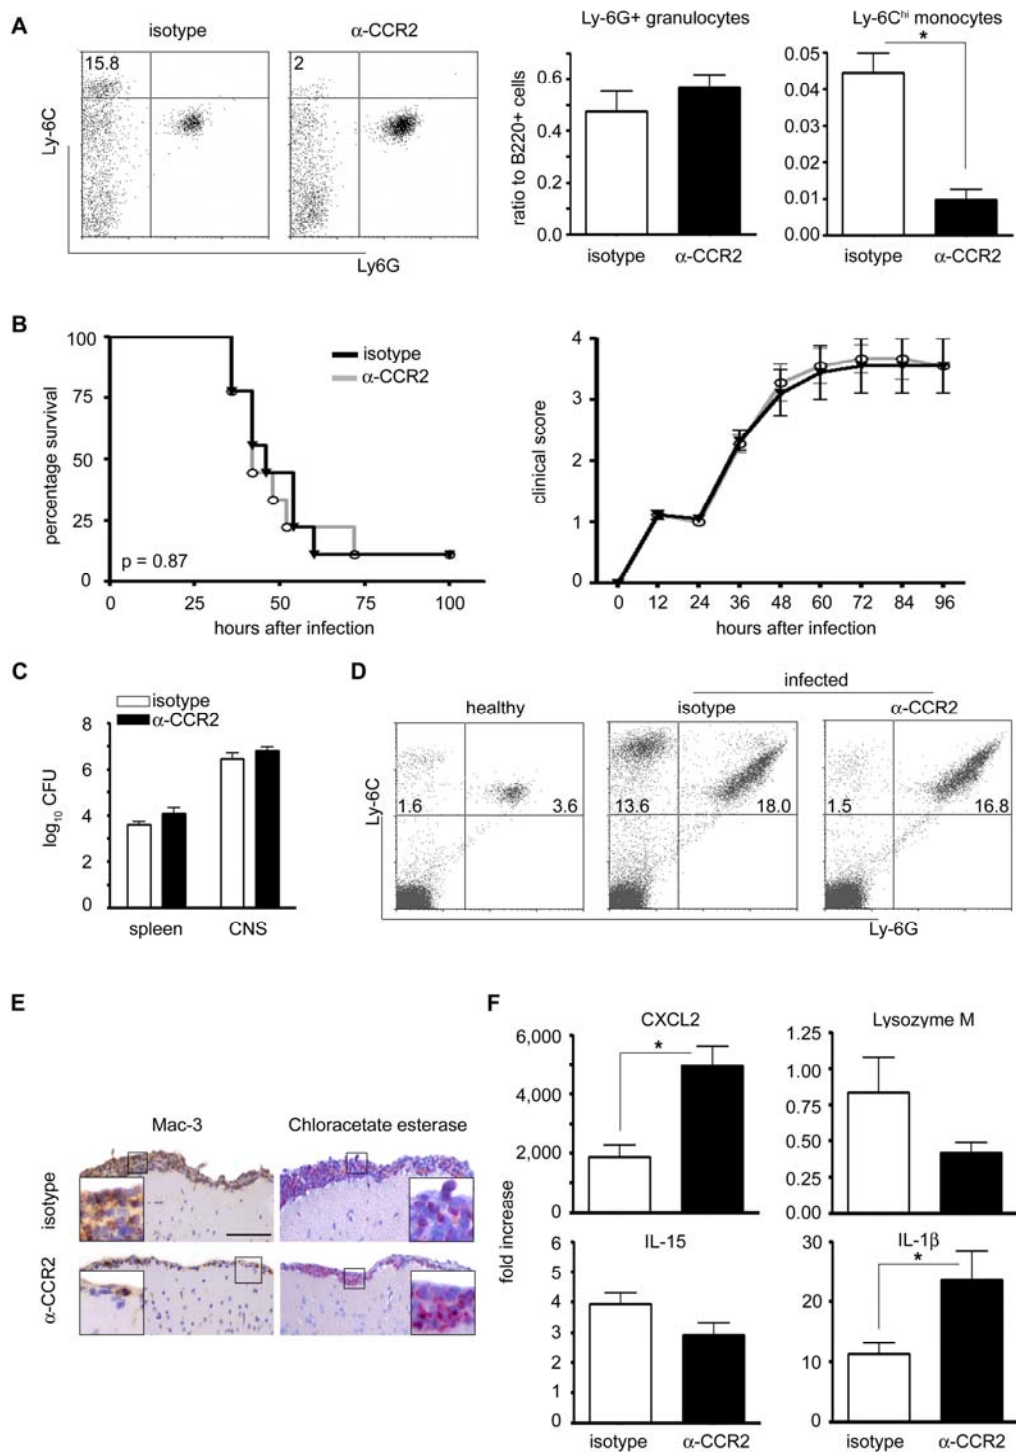 A
isotype
α-CCR2
15.8
2
Ly-6C
Ly6G
Ly-6G+ granulocytes
ratio to B220+ cells
0.6
0.4
0.2
0.0
isotype
α-CCR2
Ly-6Chi monocytes
*
0.05
0.04
0.03
0.02
0.01
0.00
isotype
α-CCR2
B
percentage survival
100
75
50
25
0
isotype
α-CCR2
p = 0.87
0 25 50 75 100
hours after infection
clinical score
4
3
2
1
0
0 12 24 36 48 60 72 84 96
hours after infection
C
isotype
α-CCR2
log10 CFU
8
6
4
2
0
spleen CNS
D
infected
healthy
isotype
α-CCR2
Ly-6C
1.6 3.6
13.6 18.0
1.5 16.8
Ly-6G
E
Mac-3
Chloracetate esterase
isotype
α-CCR2
F
fold increase
CXCL2
*
6,000
4,000
2,000
0
Lysozyme M
1.25
1.00
0.75
0.50
0.25
0.00
IL-15
6
5
4
3
2
1
0
isotype
α-CCR2
IL-1β
*
30
20
10
0
isotype
α-CCR2